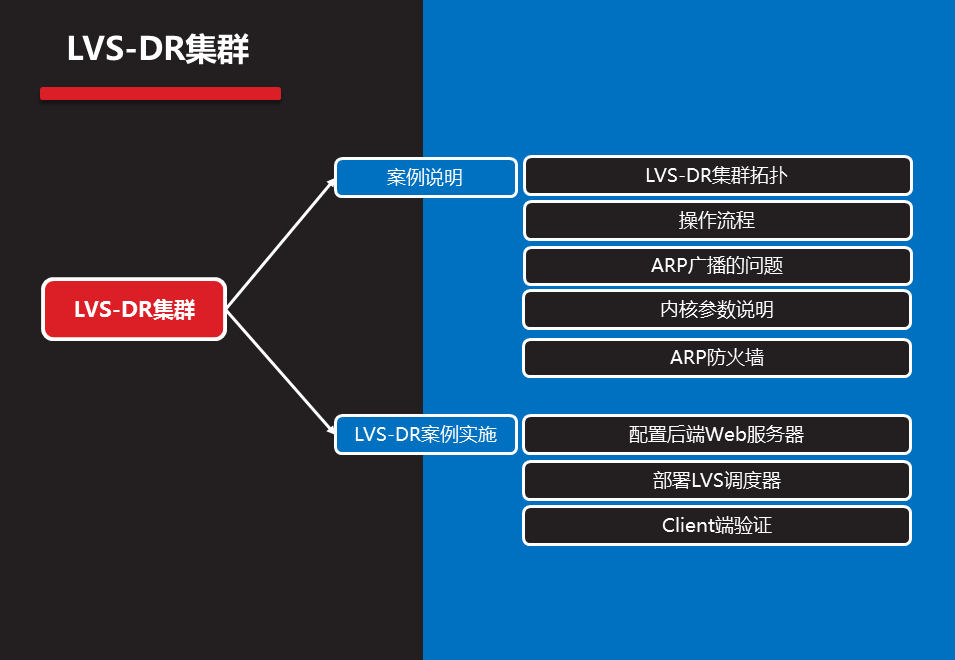 LVS-DR集群
LVS-DR集群
案例说明
LVS-DR集群拓扑
操作流程
ARP广播的问题
内核参数说明
ARP防火墙
LVS-DR案例实施
配置后端Web服务器
部署LVS调度器
Client端验证